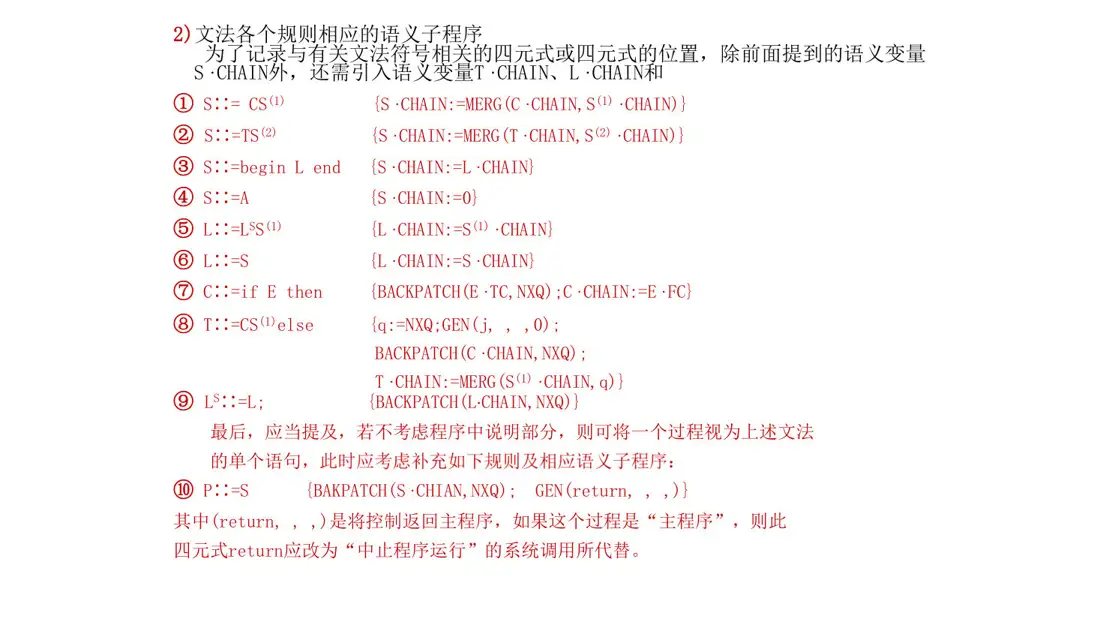 2)文法各个规则相应的语义子程序
为了记录与有关文法符号相关的四元式或四元式的位置，除前面提到的语义变量
S·CHAIN外，还需引入语义变量T·CHAIN、L·CHAIN和
① S::= CS⁽¹⁾ {S·CHAIN:=MERG(C·CHAIN,S⁽¹⁾·CHAIN)}
② S::=TS⁽²⁾ {S·CHAIN:=MERG(T·CHAIN,S⁽²⁾·CHAIN)}
③ S::=begin L end {S·CHAIN:=L·CHAIN}
④ S::=A {S·CHAIN:=0}
⑤ L::=LˢS⁽¹⁾ {L·CHAIN:=S⁽¹⁾·CHAIN}
⑥ L::=S {L·CHAIN:=S·CHAIN}
⑦ C::=if E then {BACKPATCH(E·TC,NXQ);C·CHAIN:=E·FC}
⑧ T::=CS⁽¹⁾else {q:=NXQ;GEN(j, , ,0);
BACKPATCH(C·CHAIN,NXQ);
T·CHAIN:=MERG(S⁽¹⁾·CHAIN,q)}
⑨ Lˢ::=L; {BACKPATCH(L·CHAIN,NXQ)}
最后，应当提及，若不考虑程序中说明部分，则可将一个过程视为上述文法
的单个语句，此时应考虑补充如下规则及相应语义子程序：
⑩ P::=S {BAKPATCH(S·CHIAN,NXQ); GEN(return, , ,)}
其中(return, , ,)是将控制返回主程序，如果这个过程是“主程序”，则此
四元式return应改为“中止程序运行”的系统调用所代替。